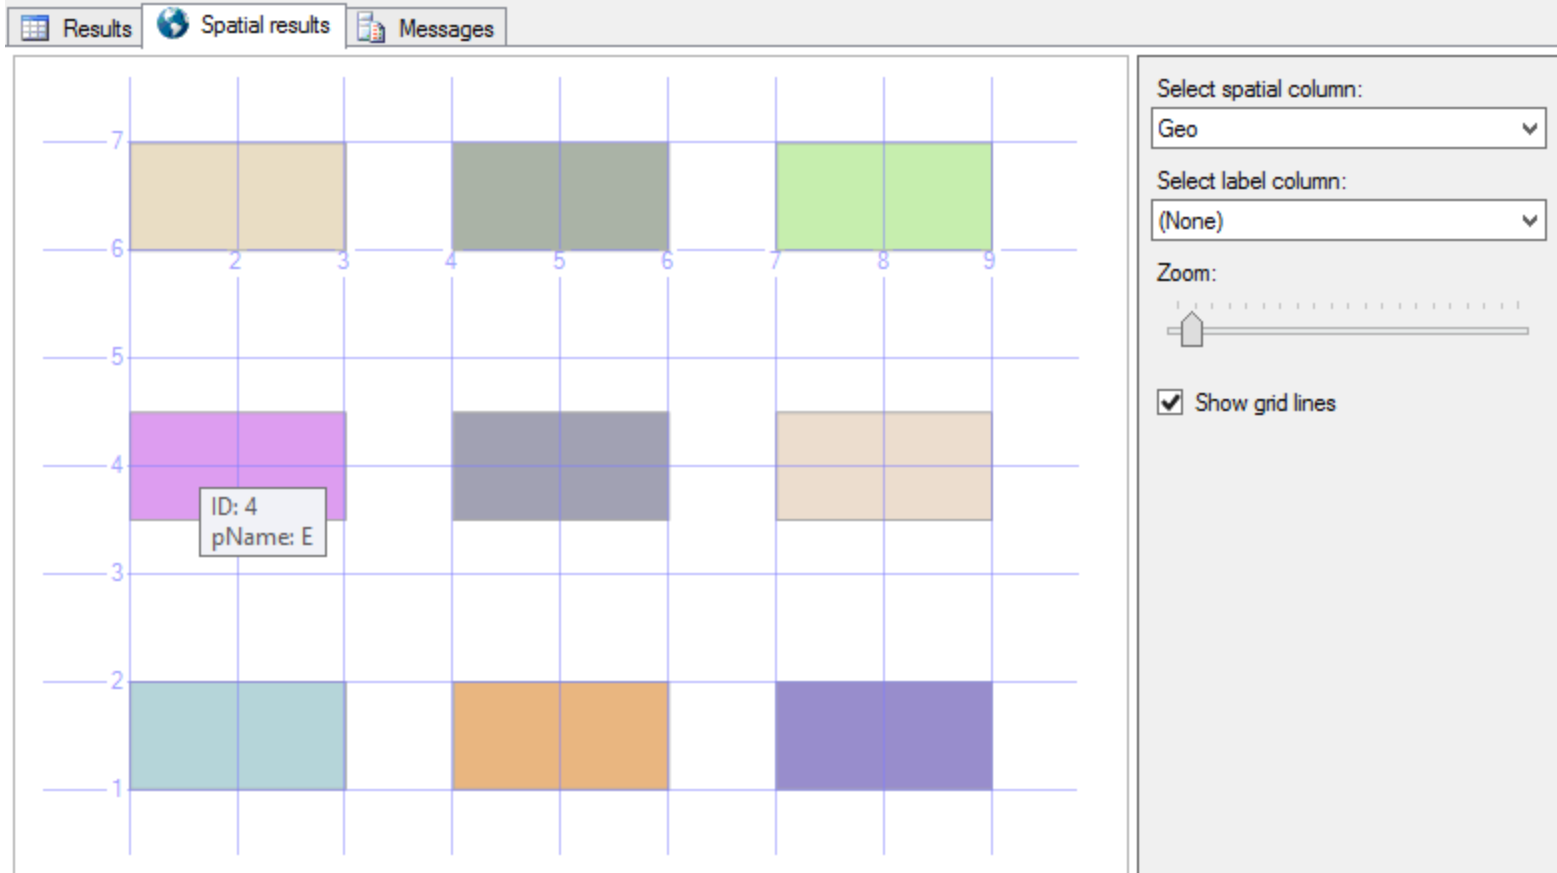 Results
Spatial results
Messages
7
6
2 3 4 5 6 7 8 9
5
4
ID: 4
pName: E
3
2
1
Select spatial column:
Geo
Select label column:
(None)
Zoom:
Show grid lines